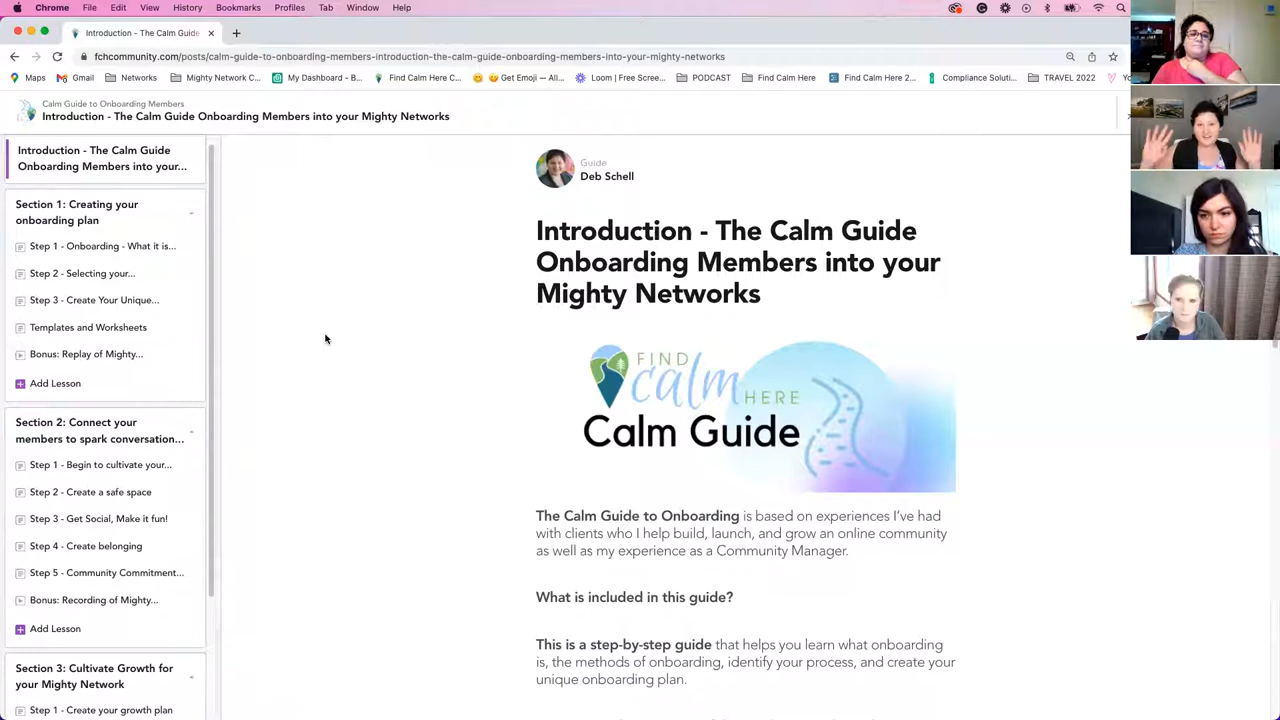 Chrome File Edit View History Bookmarks Profiles Tab Window Help
Introduction - The Calm Guide
fchcommunity.com/posts/calm-guide-to-onboarding-members-introduction-the-calm-guide-onboarding-members-into-your-mighty-networks
Maps Gmail Networks Mighty Network C... My Dashboard - B... Find Calm Here C... Get Emoji — All... Loom | Free Scree... PODCAST Find Calm Here Find Calm Here 2... Compliance Soluti... TRAVEL 2022
Calm Guide to Onboarding Members
Introduction - The Calm Guide Onboarding Members into your Mighty Networks
Introduction - The Calm Guide
Onboarding Members into your...
Section 1: Creating your
onboarding plan
Step 1 - Onboarding - What it is...
Step 2 - Selecting your...
Step 3 - Create Your Unique...
Templates and Worksheets
Bonus: Replay of Mighty...
Add Lesson
Section 2: Connect your
members to spark conversation...
Step 1 - Begin to cultivate your...
Step 2 - Create a safe space
Step 3 - Get Social, Make it fun!
Step 4 - Create belonging
Step 5 - Community Commitment...
Bonus: Recording of Mighty...
Add Lesson
Section 3: Cultivate Growth for
your Mighty Network
Step 1 - Create your growth plan
Guide
Deb Schell
Introduction - The Calm Guide
Onboarding Members into your
Mighty Networks
FIND
calm HERE
Calm Guide
The Calm Guide to Onboarding is based on experiences I've had
with clients who I help build, launch, and grow an online community
as well as my experience as a Community Manager.
What is included in this guide?
This is a step-by-step guide that helps you learn what onboarding
is, the methods of onboarding, identify your process, and create your
unique onboarding plan.